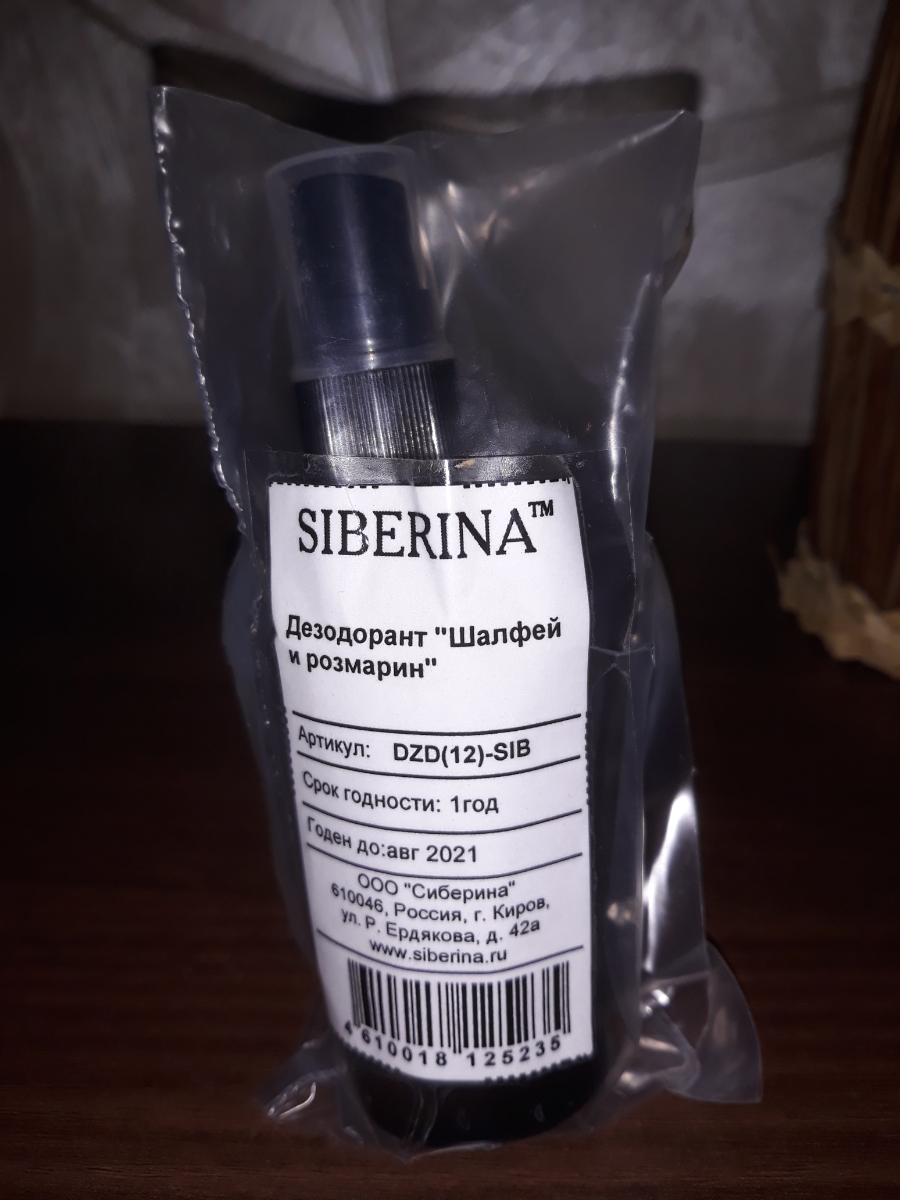 SIBERINA™
Дезодорант "Шалфей
и розмарин"
Артикул: DZD(12)-SIB
Срок годности: 1год
Годен до:авг 2021
ООО "Сиберина"
610046, Россия, г. Киров,
ул. Р. Ердякова, д. 42а
www.siberina.ru
4 610018 125235